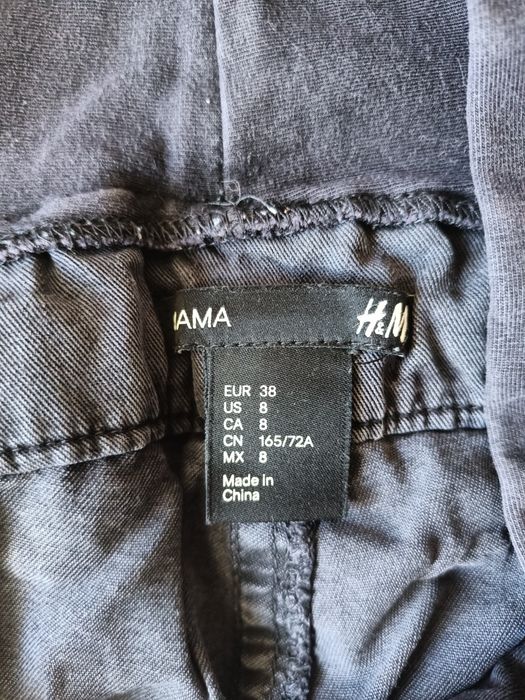 MAMA H&M
EUR 38
US 8
CA 8
CN 165/72A
MX 8
Made in
China